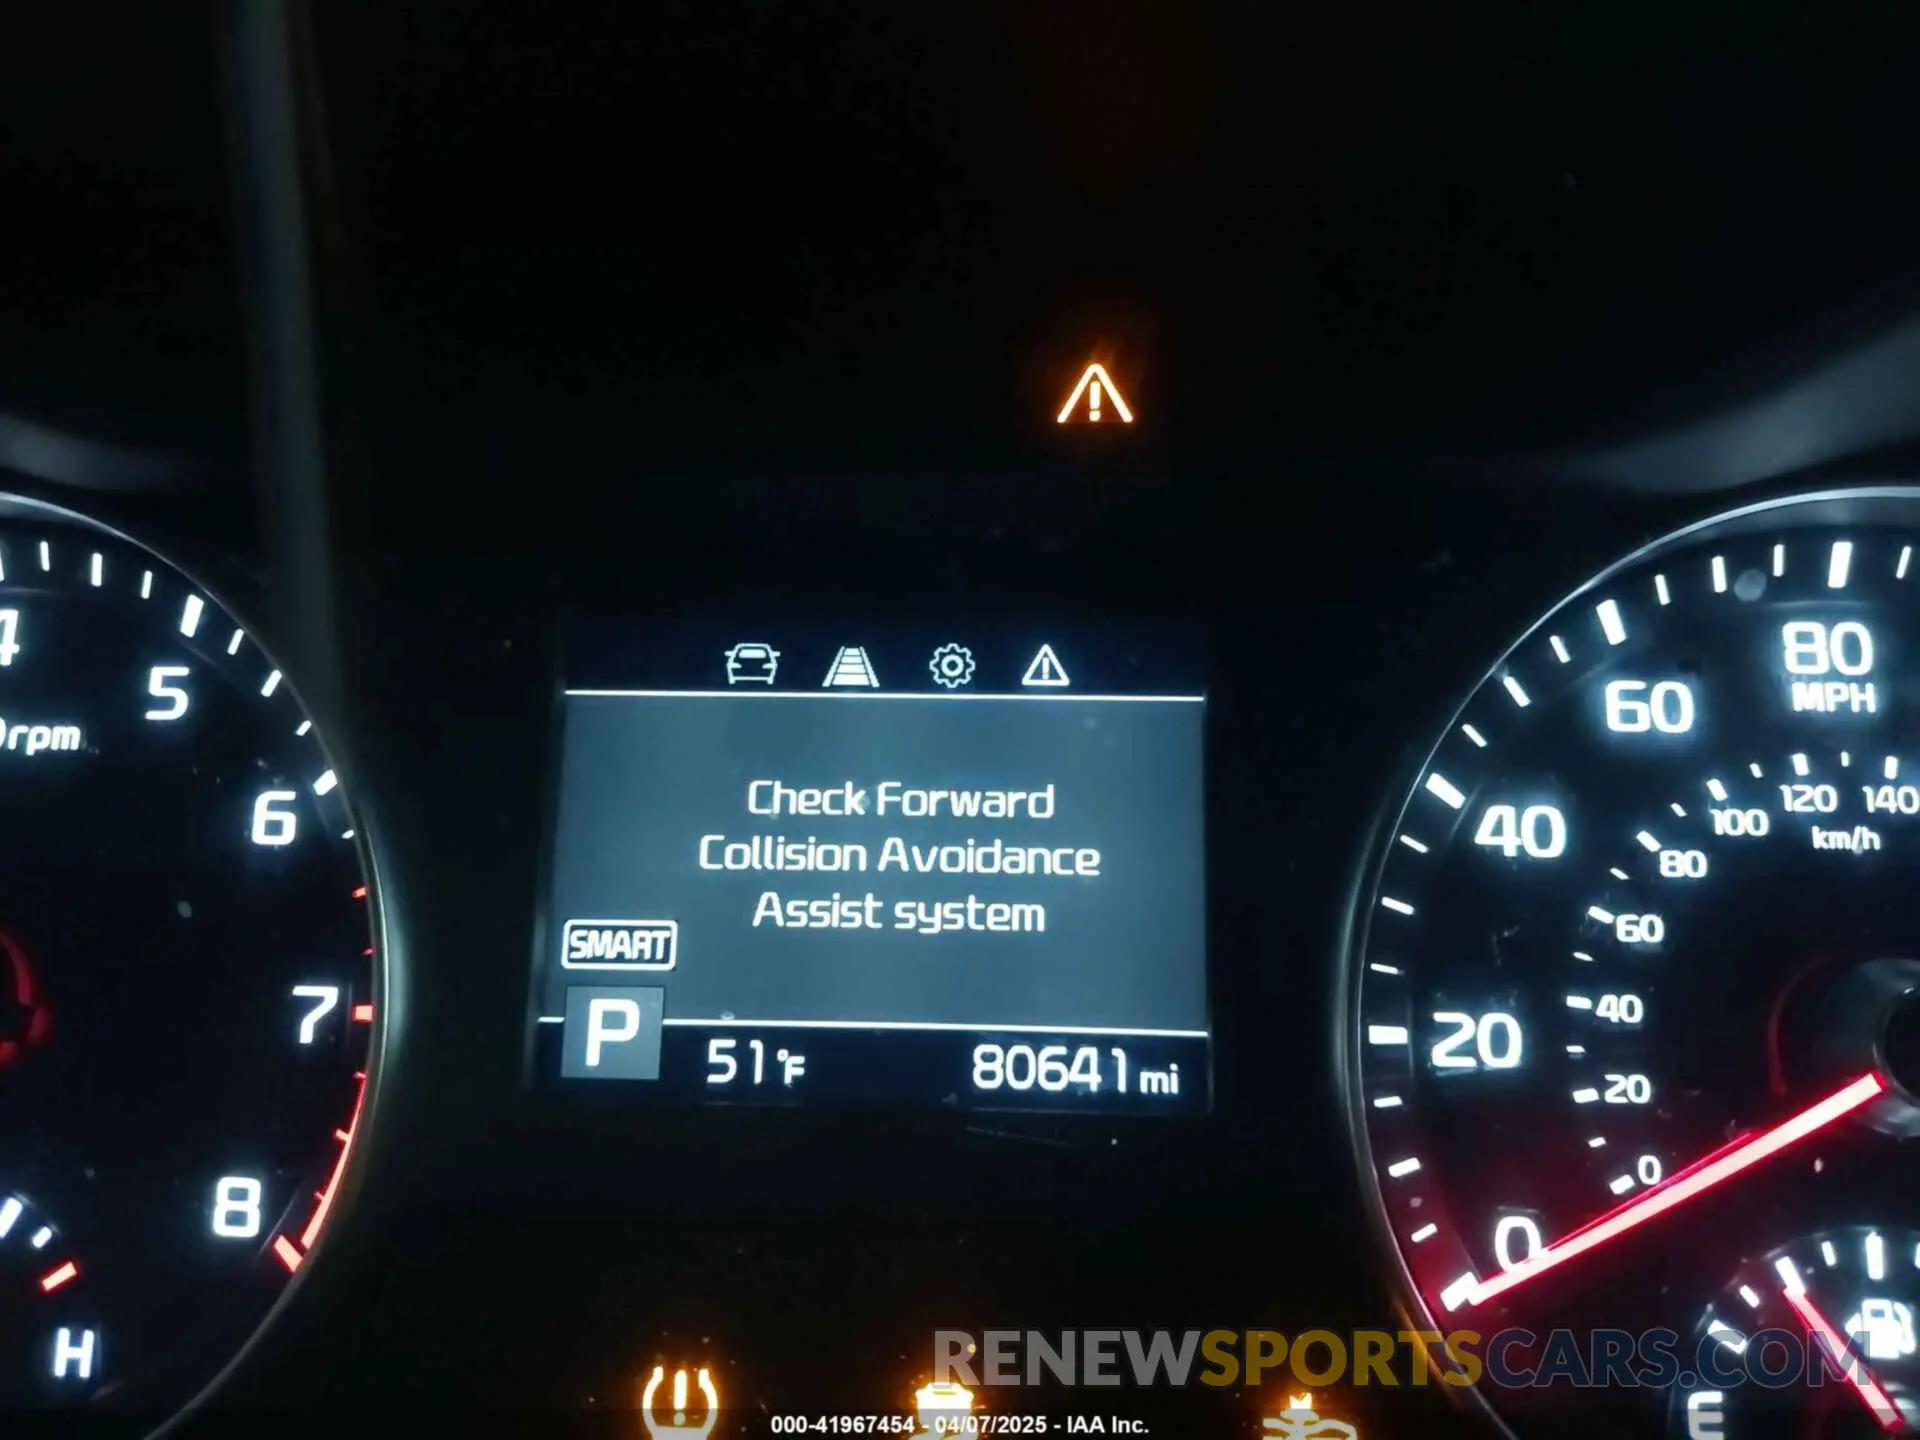 4
5
0rpm
6
7
8
H
Check Forward
Collision Avoidance
Assist system
SMART
P
51°F
80641 mi
80
MPH
60
40
20
0
140
120
100
km/h
80
60
40
20
0
E
RENEWSPORTSCARS.COM
000-41967454 - 04/07/2025 - IAA Inc.